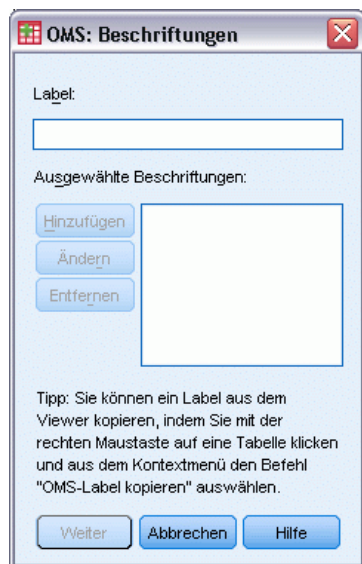 OMS: Beschriftungen
Label:
Ausgewählte Beschriftungen:
Hinzufügen
Ändern
Entfernen
Tipp: Sie können ein Label aus dem
Viewer kopieren, indem Sie mit der
rechten Maustaste auf eine Tabelle klicken
und aus dem Kontextmenü den Befehl
"OMS-Label kopieren" auswählen.
Weiter Abbrechen Hilfe